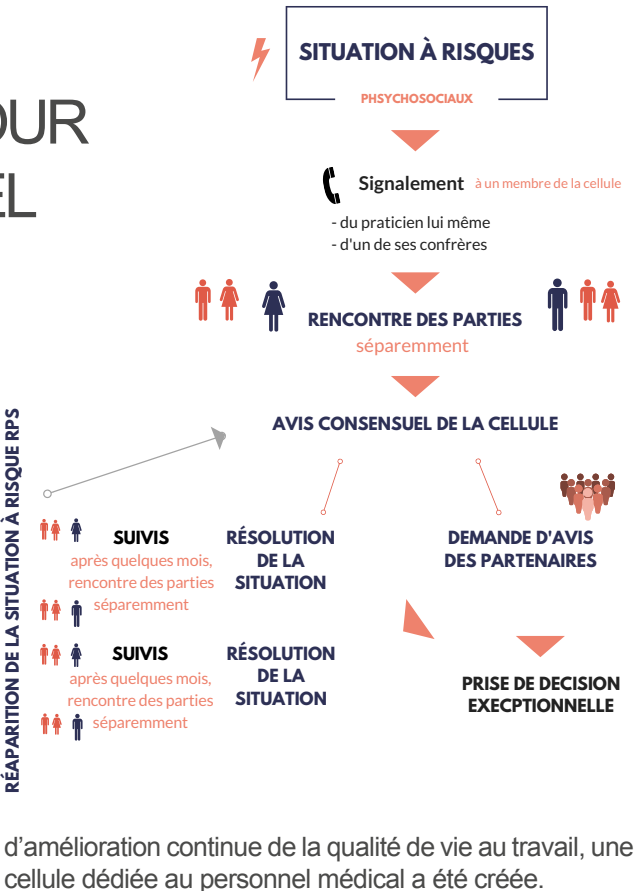 OUR
EL
SITUATION À RISQUES
PHSYCHOSOCIAUX
Signalement à un membre de la cellule
- du praticien lui même
- d'un de ses confrères
RENCONTRE DES PARTIES
séparemment
AVIS CONSENSUEL DE LA CELLULE
RÉAPARITION DE LA SITUATION À RISQUE RPS
SUIVIS
après quelques mois,
rencontre des parties
séparemment
RÉSOLUTION
DE LA
SITUATION
DEMANDE D'AVIS
DES PARTENAIRES
SUIVIS
après quelques mois,
rencontre des parties
séparemment
RÉSOLUTION
DE LA
SITUATION
PRISE DE DECISION
EXECPTIONNELLE
d’amélioration continue de la qualité de vie au travail, une
cellule dédiée au personnel médical a été créée.